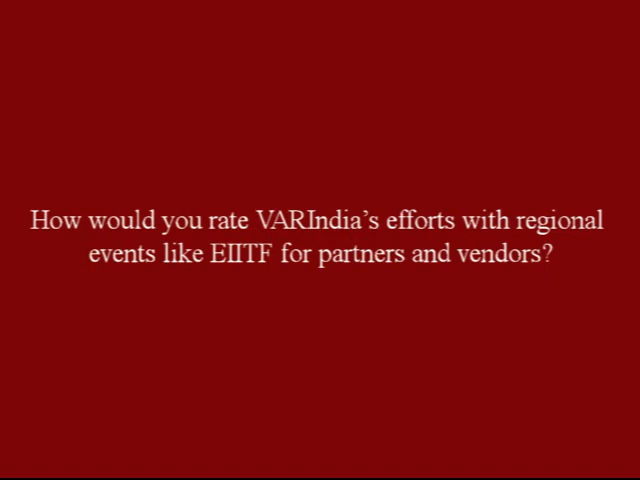 How would you rate VARIndia’s efforts with regional
events like EIITF for partners and vendors?